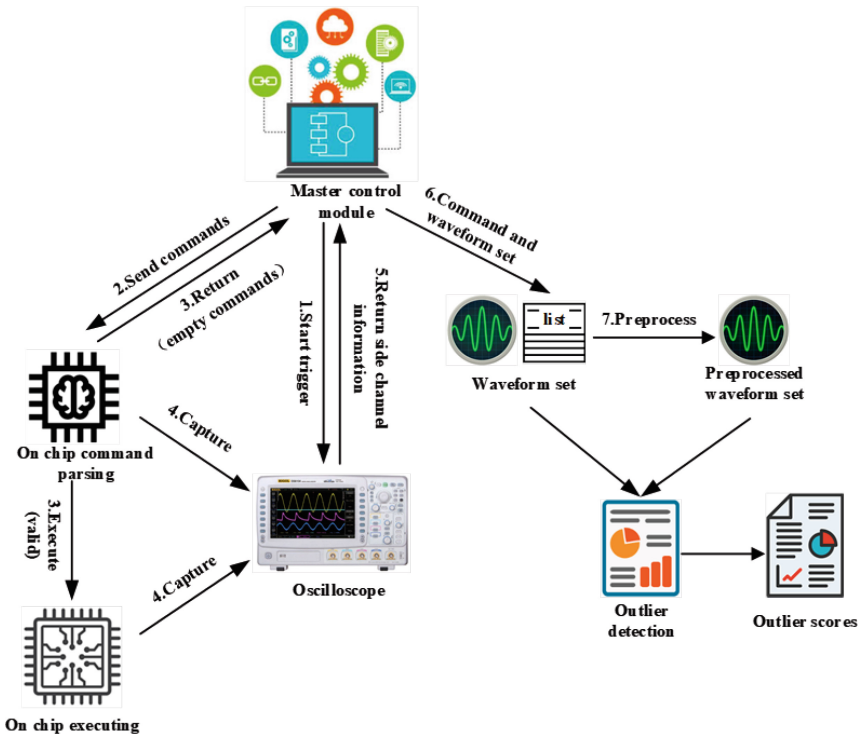 Master control
module
2.Send commands
3.Return
(empty commands)
1.Start trigger
5.Return side channel
information
6.Command and
waveform set
list
7.Preprocess
Waveform set
Preprocessed
waveform set
On chip command
parsing
4.Capture
3.Execute
(valid)
4.Capture
Oscilloscope
On chip executing
Outlier
detection
Outlier scores